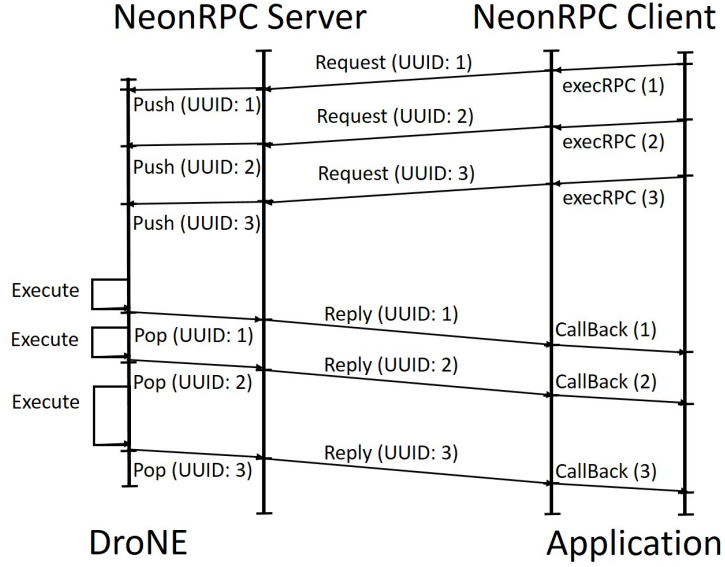 NeonRPC Server
NeonRPC Client
Request (UUID: 1)
execRPC (1)
Push (UUID: 1)
Request (UUID: 2)
execRPC (2)
Push (UUID: 2)
Request (UUID: 3)
execRPC (3)
Push (UUID: 3)
Execute
Reply (UUID: 1)
CallBack (1)
Pop (UUID: 1)
Execute
Reply (UUID: 2)
CallBack (2)
Pop (UUID: 2)
Execute
Reply (UUID: 3)
CallBack (3)
Pop (UUID: 3)
DroNE
Application